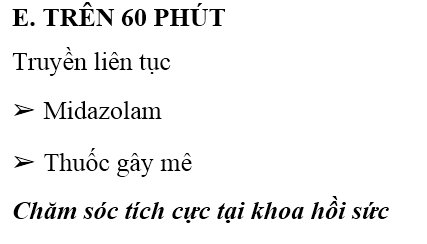 E. TRÊN 60 PHÚT
Truyền liên tục
➢ Midazolam
➢ Thuốc gây mê
Chăm sóc tích cực tại khoa hồi sức